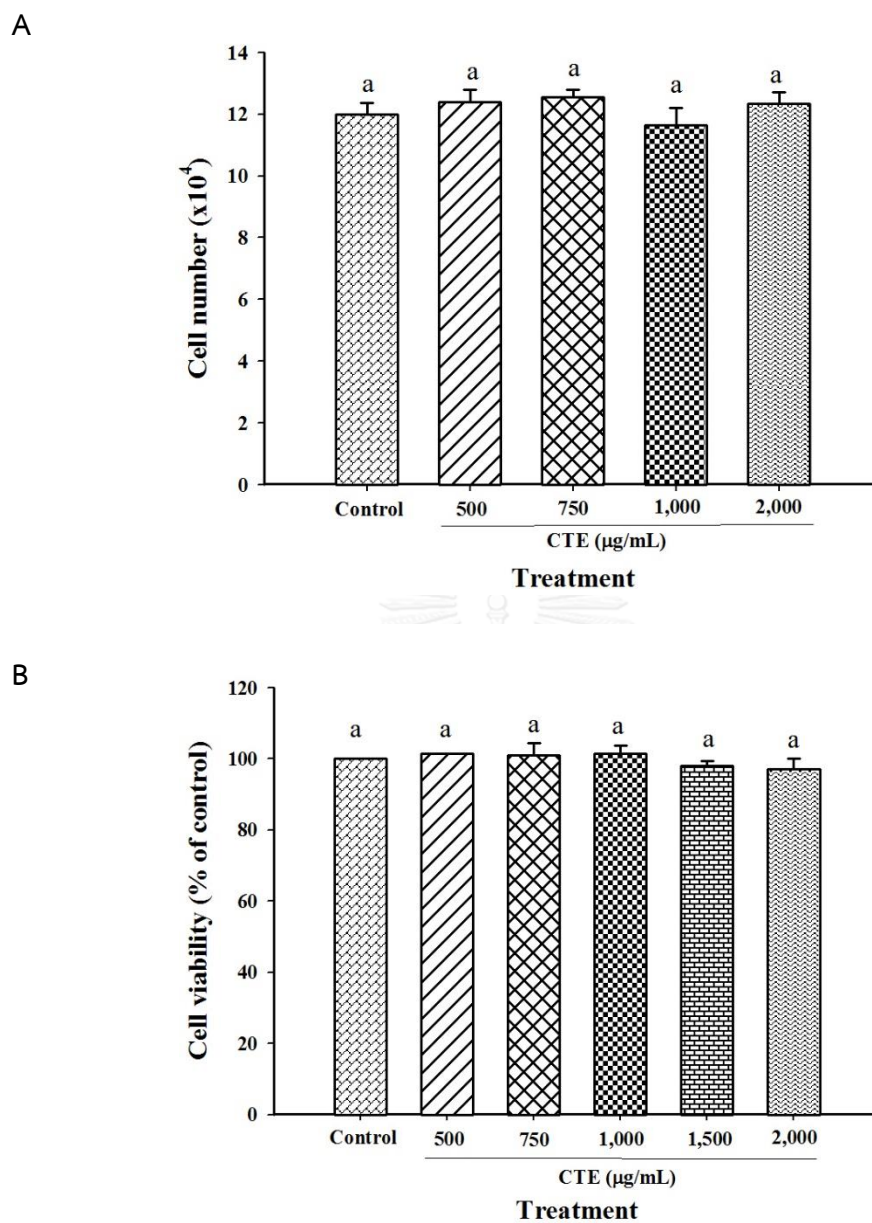 A
14
12
10
8
6
4
2
0
Cell number (x10⁴)
a a a a a
Control 500 750 1,000 2,000
CTE (µg/mL)
Treatment
B
120
100
80
60
40
20
0
Cell viability (% of control)
a a a a a a
Control 500 750 1,000 1,500 2,000
CTE (µg/mL)
Treatment